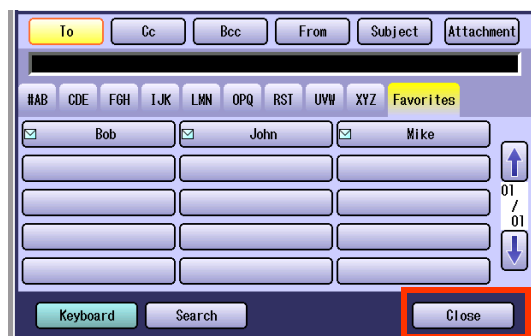 To Cc Bcc From Subject Attachment
#AB CDE FGH IJK LMN OPQ RST UVW XYZ Favorites
Bob John Mike
01
/
01
Keyboard Search Close